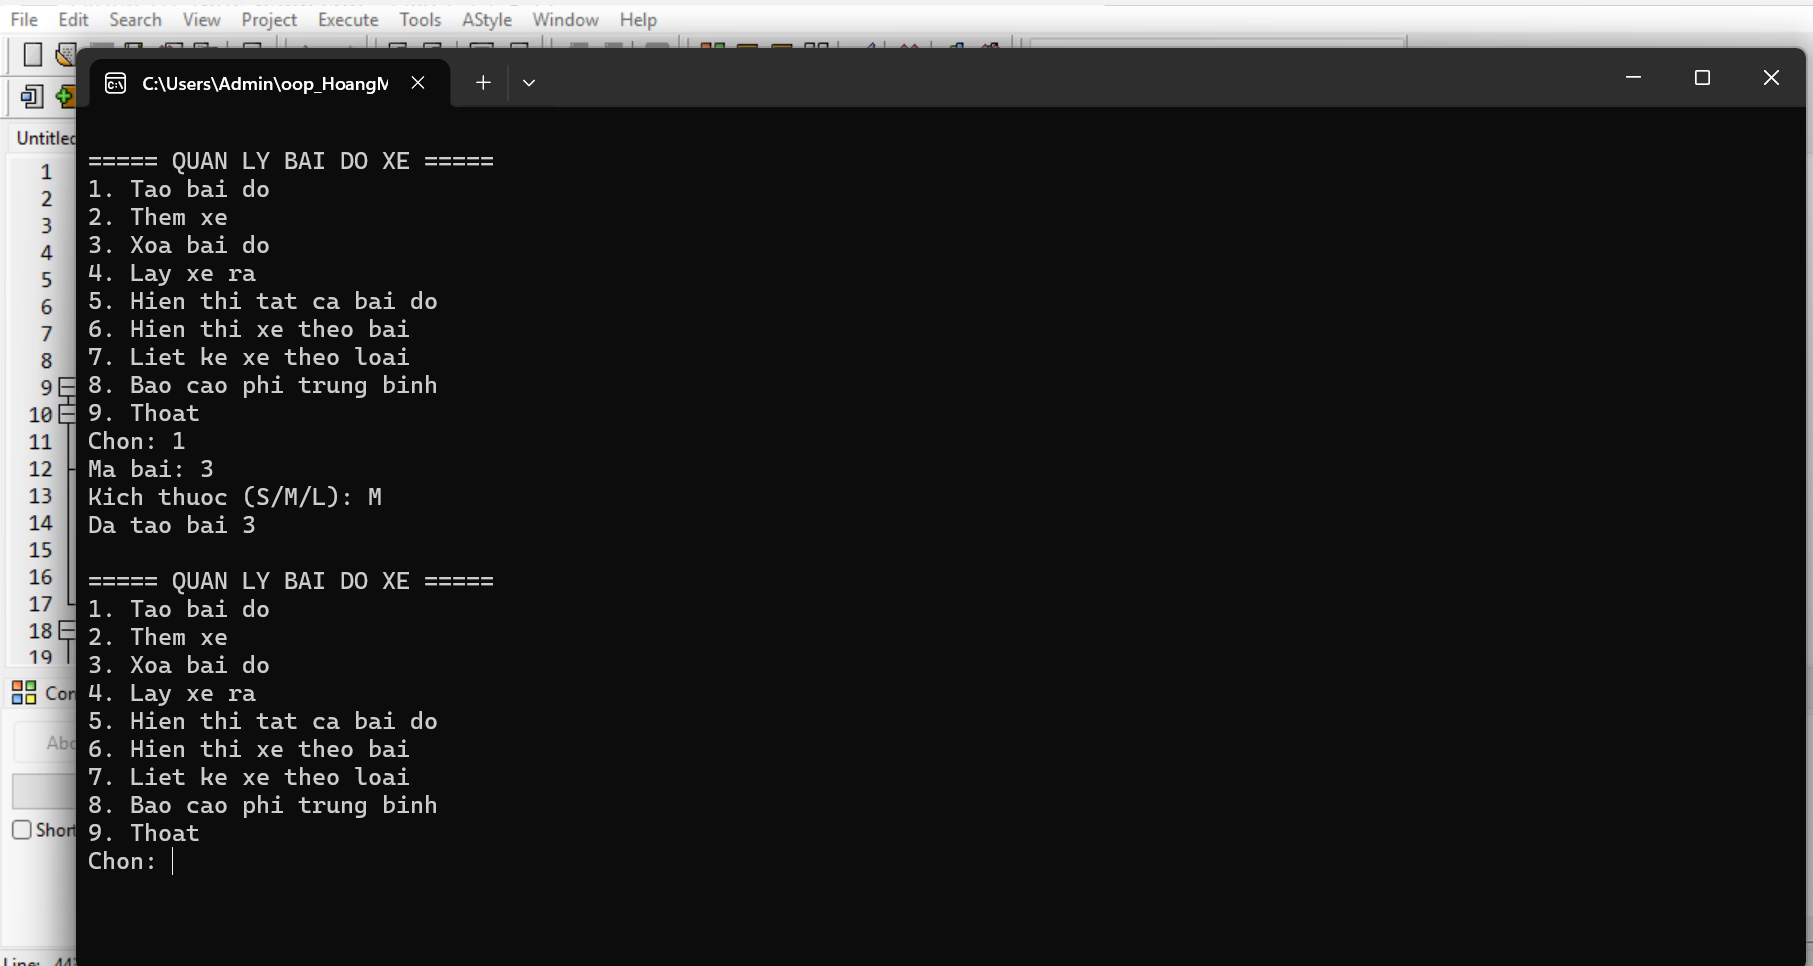 File Edit Search View Project Execute Tools AStyle Window Help
C:\Users\Admin\oop_Hoang
===== QUAN LY BAI DO XE =====
1. Tao bai do
2. Them xe
3. Xoa bai do
4. Lay xe ra
5. Hien thi tat ca bai do
6. Hien thi xe theo bai
7. Liet ke xe theo loai
8. Bao cao phi trung binh
9. Thoat
Chon: 1
Ma bai: 3
Kich thuoc (S/M/L): M
Da tao bai 3
===== QUAN LY BAI DO XE =====
1. Tao bai do
2. Them xe
3. Xoa bai do
4. Lay xe ra
5. Hien thi tat ca bai do
6. Hien thi xe theo bai
7. Liet ke xe theo loai
8. Bao cao phi trung binh
9. Thoat
Chon:
Untitled
1
2
3
4
5
6
7
8
9
10
11
12
13
14
15
16
17
18
19
Short